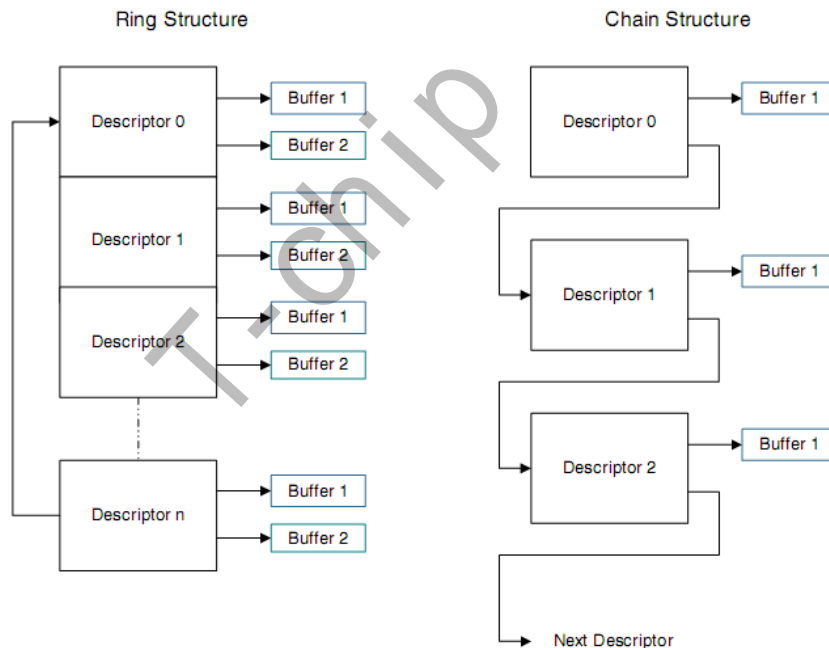 Ring Structure
Descriptor 0
Buffer 1
Buffer 2
Descriptor 1
Buffer 1
Buffer 2
Descriptor 2
Buffer 1
Buffer 2
Descriptor n
Buffer 1
Buffer 2
Chain Structure
Descriptor 0
Buffer 1
Descriptor 1
Buffer 1
Descriptor 2
Buffer 1
Next Descriptor
T-chip